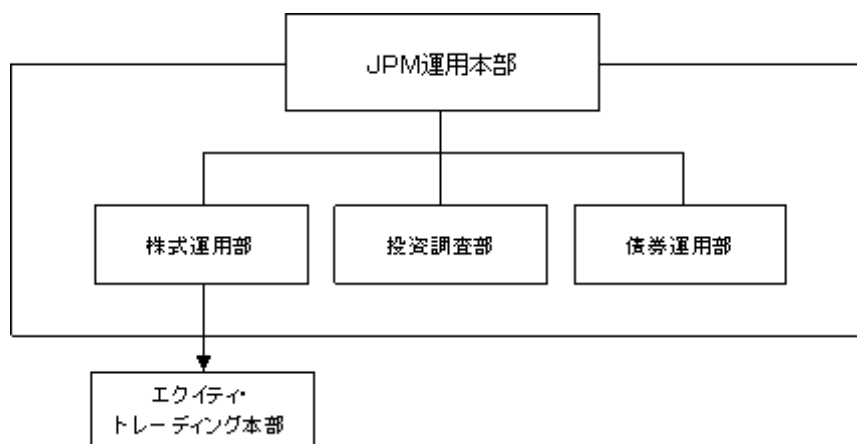 JPM運用本部
株式運用部
投資調査部
債券運用部
エクイティ・
トレーディング本部